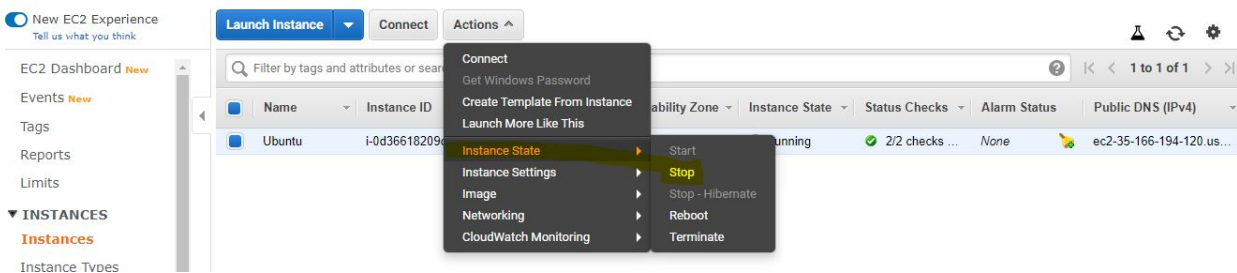 New EC2 Experience
Tell us what you think
EC2 Dashboard New
Events New
Tags
Reports
Limits
INSTANCES
Instances
Instance Types
Launch Instance
Connect
Actions
Filter by tags and attributes or sear
1 to 1 of 1
Name
Instance ID
ability Zone
Instance State
Status Checks
Alarm Status
Public DNS (IPv4)
Ubuntu
i-0d36618209
unning
2/2 checks ...
None
ec2-35-166-194-120.us...
Connect
Get Windows Password
Create Template From Instance
Launch More Like This
Instance State
Instance Settings
Image
Networking
CloudWatch Monitoring
Start
Stop
Stop - Hibernate
Reboot
Terminate